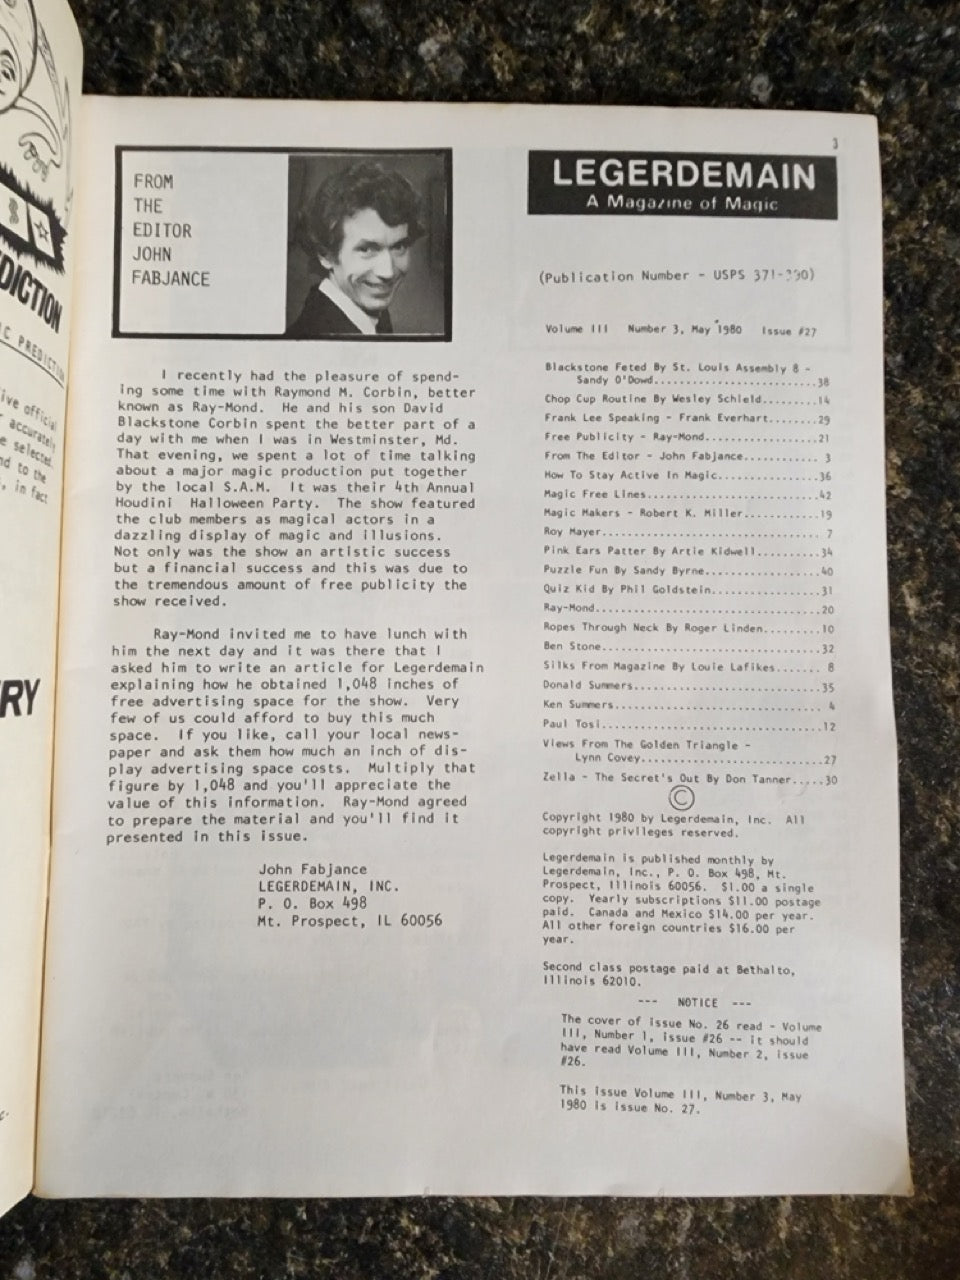 DICTION
C PREDICTION
ive official
accurately
e selected.
nd to the
, in fact
RY
3
FROM
THE
EDITOR
JOHN
FABJANCE
I recently had the pleasure of spend-
ing some time with Raymond M. Corbin, better
known as Ray-Mond. He and his son David
Blackstone Corbin spent the better part of a
day with me when I was in Westminster, Md.
That evening, we spent a lot of time talking
about a major magic production put together
by the local S.A.M. It was their 4th Annual
Houdini Halloween Party. The show featured
the club members as magical actors in a
dazzling display of magic and illusions.
Not only was the show an artistic success
but a financial success and this was due to
the tremendous amount of free publicity the
show received.
Ray-Mond invited me to have lunch with
him the next day and it was there that I
asked him to write an article for Legerdemain
explaining how he obtained 1,048 inches of
free advertising space for the show. Very
few of us could afford to buy this much
space. If you like, call your local news-
paper and ask them how much an inch of dis-
play advertising space costs. Multiply that
figure by 1,048 and you'll appreciate the
value of this information. Ray-Mond agreed
to prepare the material and you'll find it
presented in this issue.
John Fabjance
LEGERDEMAIN, INC.
P. O. Box 498
Mt. Prospect, IL 60056
LEGERDEMAIN
A Magazine of Magic
(Publication Number - USPS
Volume III Number 3, May 1980 Issue #27
Blackstone Feted By St. Louis Assembly 8 -
Sandy O'Dowd........................38
Chop Cup Routine By Wesley Schield.........14
Frank Lee Speaking - Frank Everhart........29
Free Publicity - Ray-Mond..................21
From The Editor - John Fabjance............ 3
How To Stay Active In Magic................36
Magic Free Lines...........................42
Magic Makers - Robert K. Miller............19
Roy Mayer.................................. 7
Pink Ears Patter By Artie Kidwell..........34
Puzzle Fun By Sandy Byrne..................40
Quiz Kid By Phil Goldstein.................31
Ray-Mond...................................20
Ropes Through Neck By Roger Linden.........10
Ben Stone..................................32
Silks From Magazine By Louie Lafikes....... 8
Donald Summers.............................35
Ken Summers................................ 4
Paul Tosi..................................12
Views From The Golden Triangle -
Lynn Covey..........................27
Zella - The Secret's Out By Don Tanner.....30
©
Copyright 1980 by Legerdemain, Inc. All
copyright privileges reserved.
Legerdemain is published monthly by
Legerdemain, Inc., P. O. Box 498, Mt.
Prospect, Illinois 60056. $1.00 a single
copy. Yearly subscriptions $11.00 postage
paid. Canada and Mexico $14.00 per year.
All other foreign countries $16.00 per
year.
Second class postage paid at Bethalto,
Illinois 62010.
--- NOTICE ---
The cover of issue No. 26 read - Volume
III, Number 1, issue #26 -- it should
have read Volume III, Number 2, issue
#26.
This issue Volume III, Number 3, May
1980 is Issue No. 27.